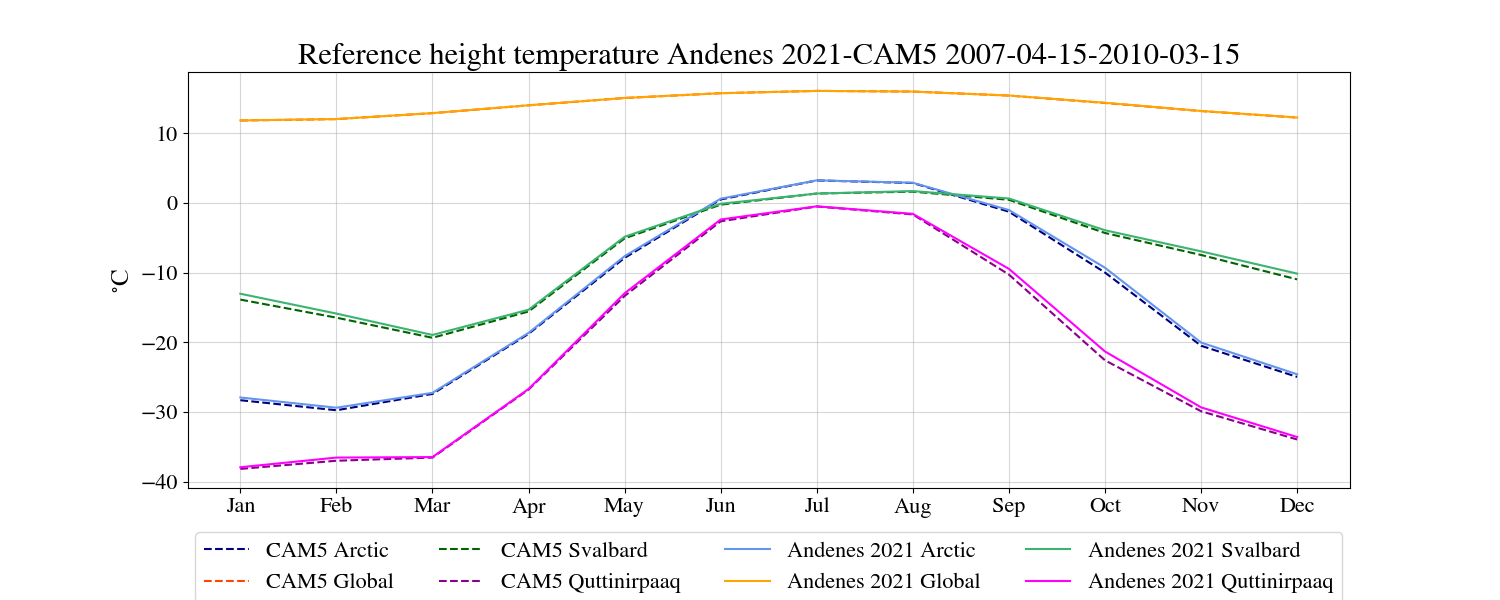 Reference height temperature Andenes 2021-CAM5 2007-04-15-2010-03-15
10
0
−10
−20
−30
−40
°C
Jan Feb Mar Apr May Jun Jul Aug Sep Oct Nov Dec
CAM5 Arctic CAM5 Svalbard Andenes 2021 Arctic Andenes 2021 Svalbard
CAM5 Global CAM5 Quttinirpaaq Andenes 2021 Global Andenes 2021 Quttinirpaaq